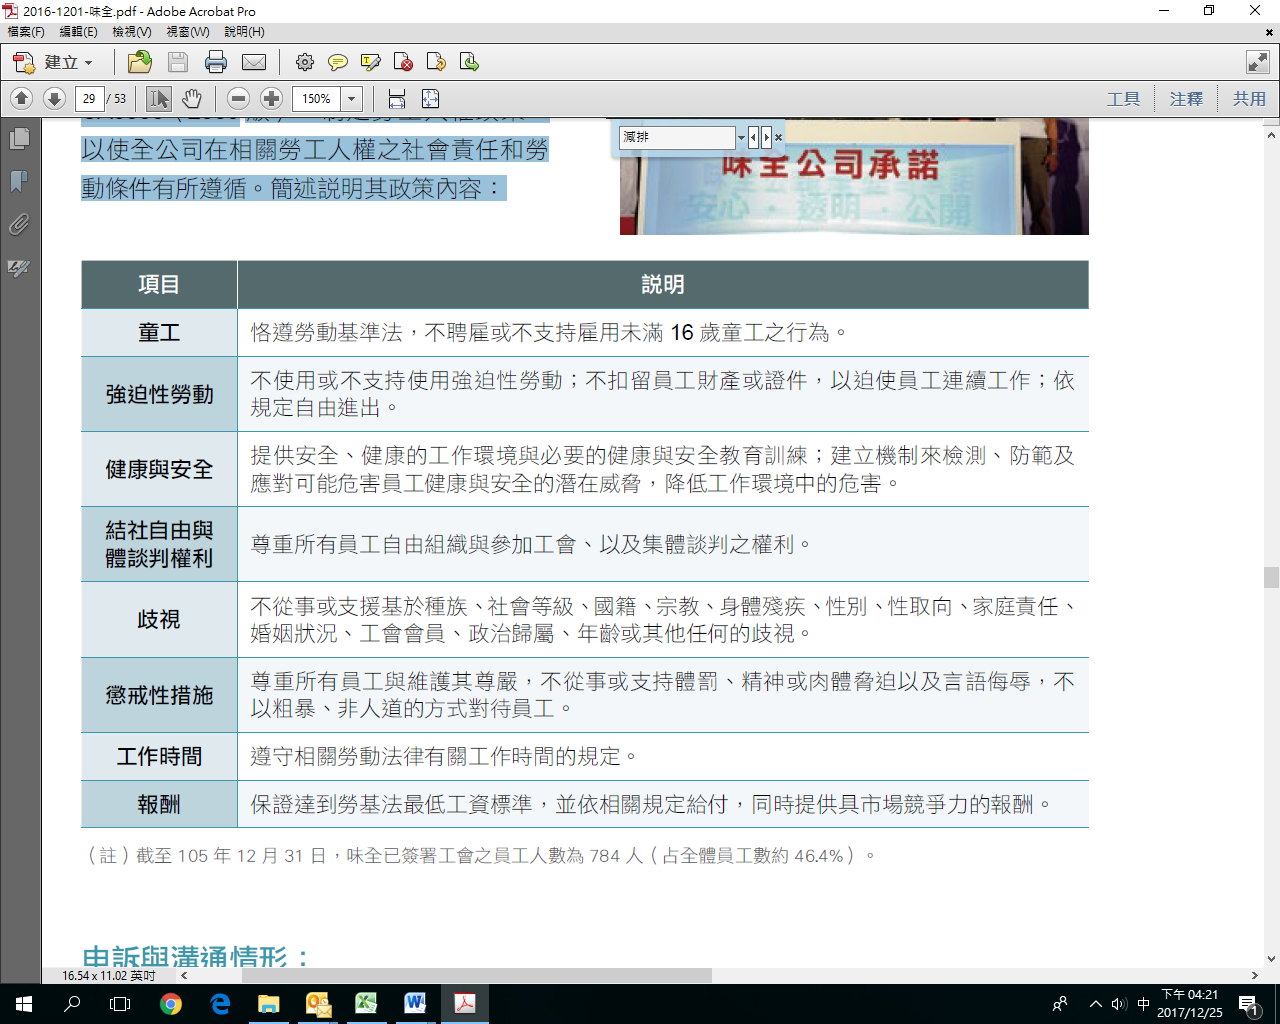 2016-1201-味全.pdf - Adobe Acrobat Pro
檔案(F) 編輯(E) 檢視(V) 視窗(W) 說明(H)
建立
29 / 53 150% 工具 注釋 共用
減排
以使全公司在相關勞工人權之社會責任和勞
動條件有所遵循。簡述說明其政策內容：
味全公司承諾
安心・透明・公開
項目 說明
童工 恪遵勞動基準法，不聘雇或不支持雇用未滿 16 歲童工之行為。
強迫性勞動 不使用或不支持使用強迫性勞動；不扣留員工財產或證件，以迫使員工連續工作；依
規定自由進出。
健康與安全 提供安全、健康的工作環境與必要的健康與安全教育訓練；建立機制來檢測、防範及
應對可能危害員工健康與安全的潛在威脅，降低工作環境中的危害。
結社自由與
體談判權利 尊重所有員工自由組織與參加工會、以及集體談判之權利。
歧視 不從事或支援基於種族、社會等級、國籍、宗教、身體殘疾、性別、性取向、家庭責任、
婚姻狀況、工會會員、政治歸屬、年齡或其他任何的歧視。
懲戒性措施 尊重所有員工與維護其尊嚴，不從事或支持體罰、精神或肉體脅迫以及言語侮辱，不
以粗暴、非人道的方式對待員工。
工作時間 遵守相關勞動法律有關工作時間的規定。
報酬 保證達到勞基法最低工資標準，並依相關規定給付，同時提供具市場競爭力的報酬。
（註）截至 105 年 12 月 31 日，味全已簽署工會之員工人數為 784 人（占全體員工數約 46.4%）。
申訴與溝通情形：
16.54 x 11.02 英吋
中 下午 04:21
2017/12/25
1